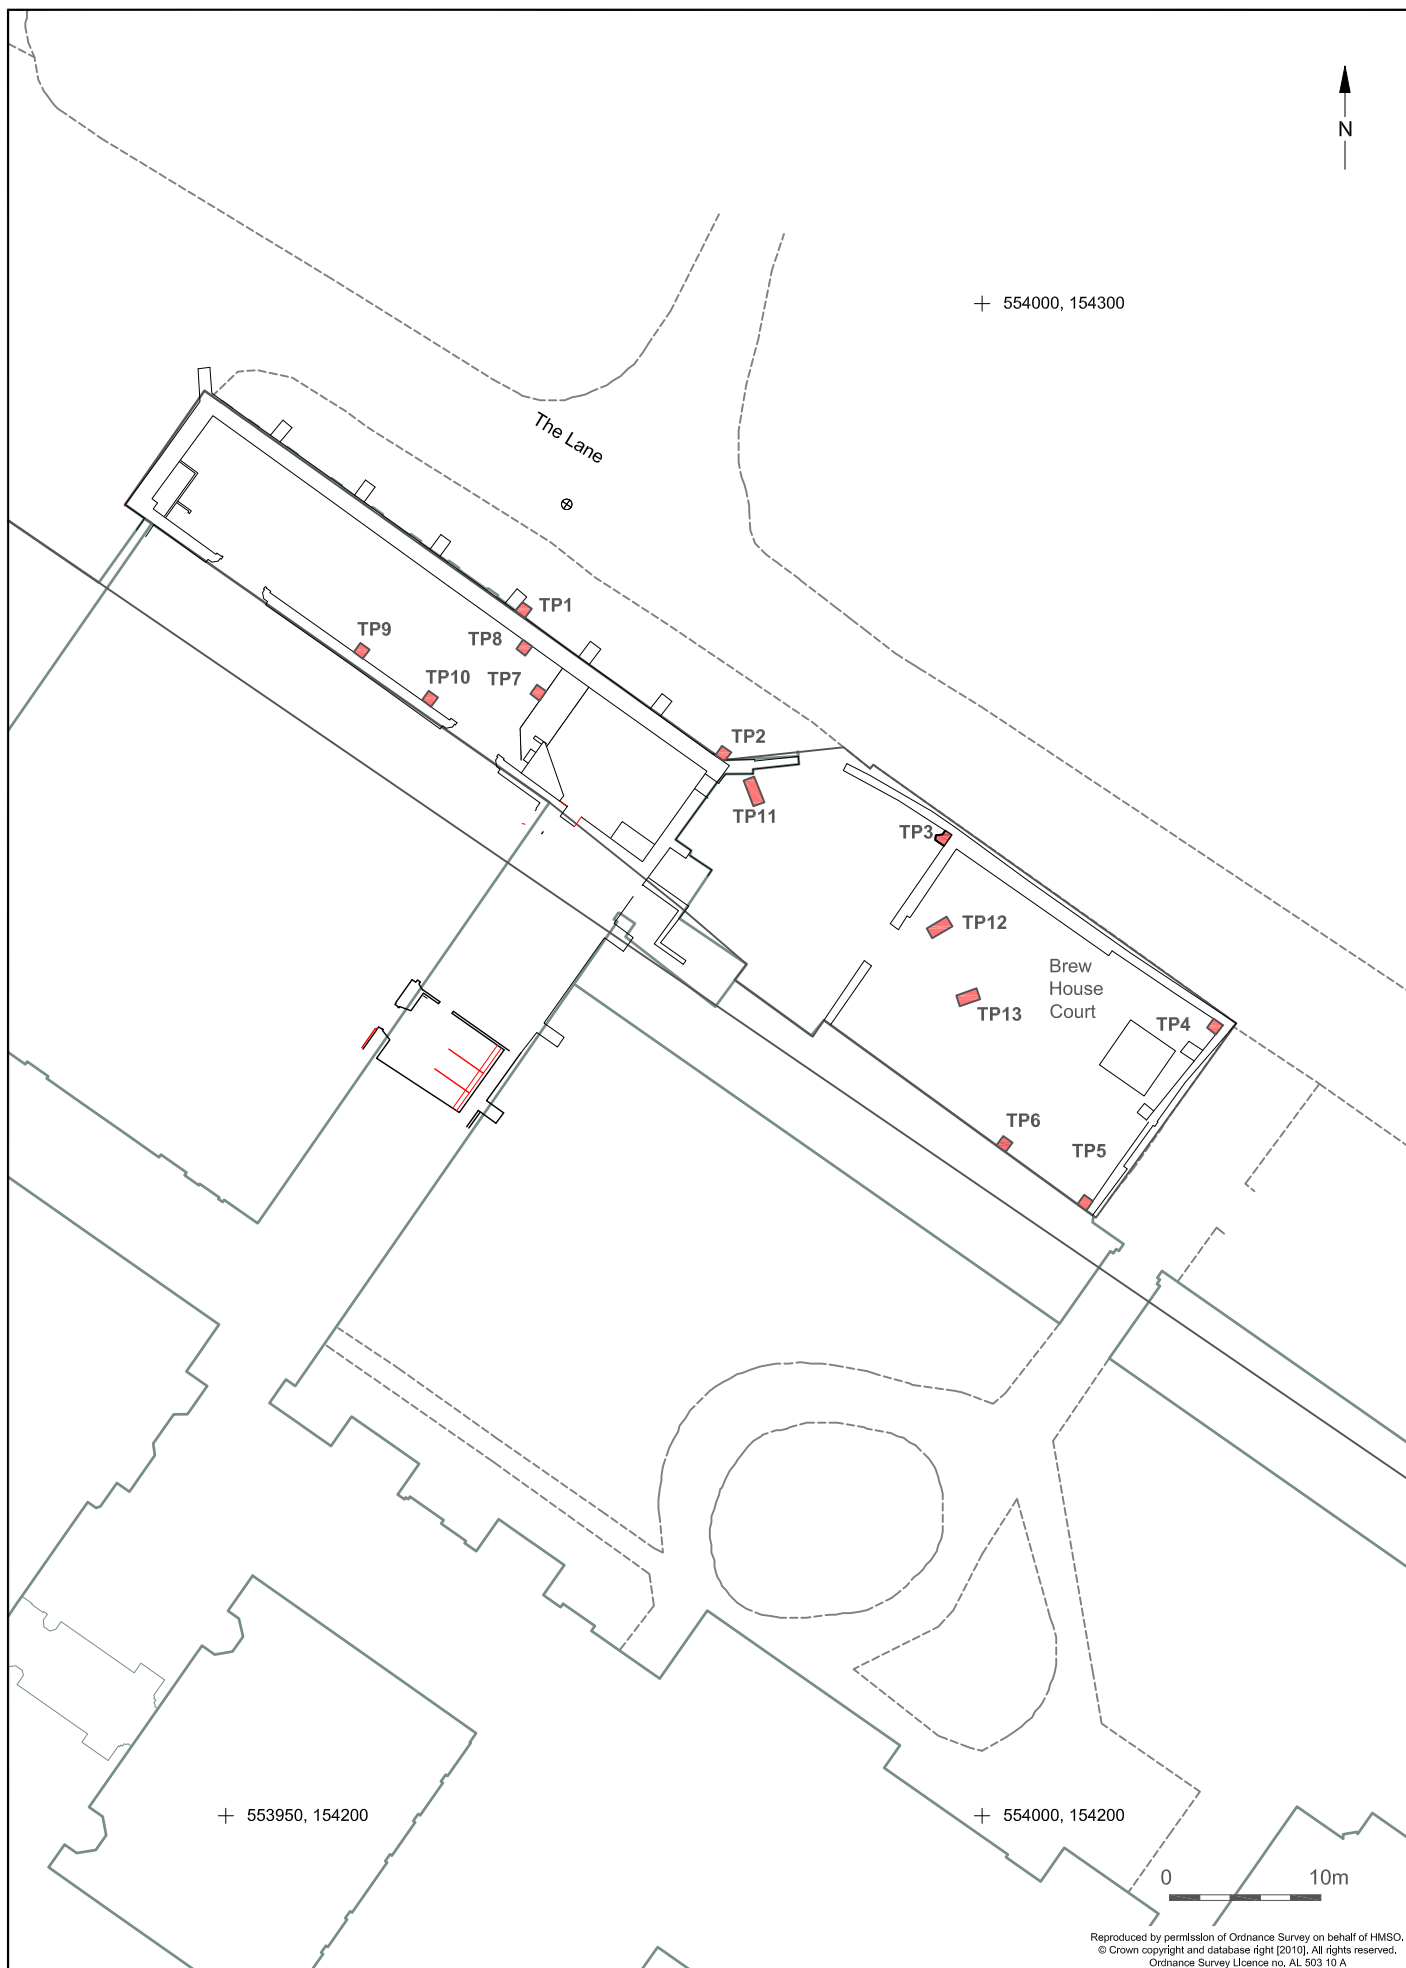 N
554000, 154300
The Lane
TP1
TP9
TP8
TP10
TP7
TP2
TP11
TP3
TP12
Brew
House
Court
TP13
TP4
TP6
TP5
553950, 154200
554000, 154200
0 10m
Reproduced by permission of Ordnance Survey on behalf of HMSO.
© Crown copyright and database right [2010]. All rights reserved.
Ordnance Survey Licence no. AL 503 10 A